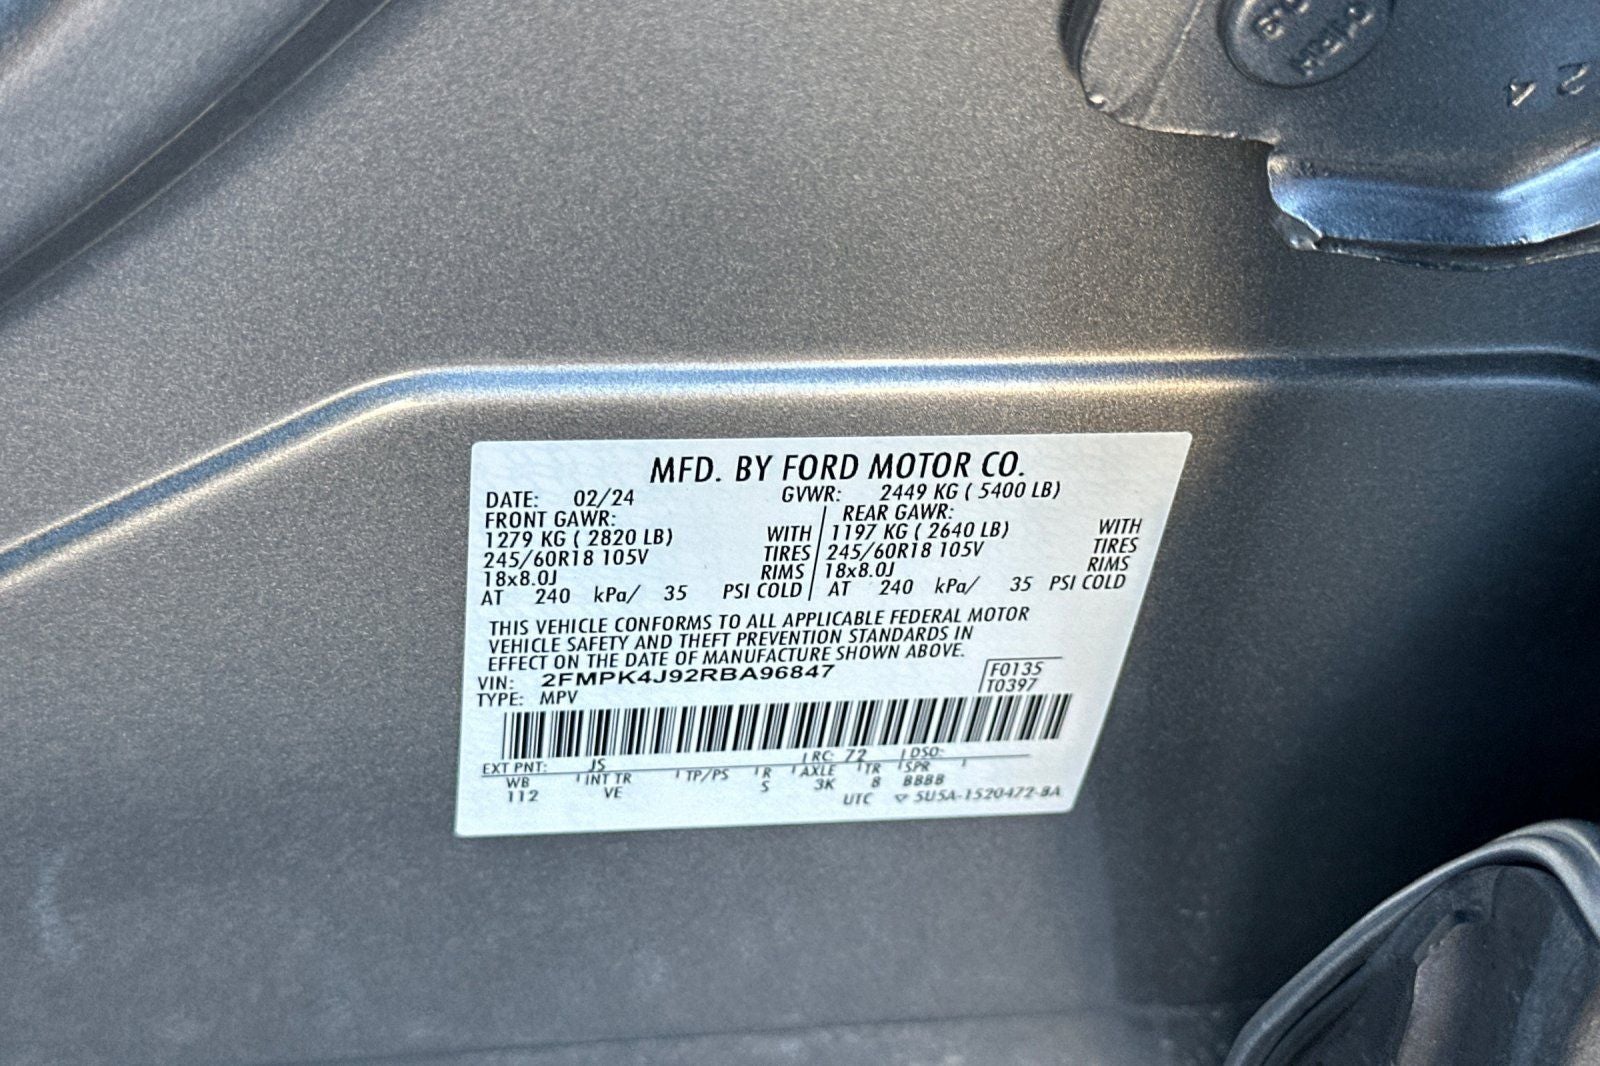 24
MFD. BY FORD MOTOR CO.
DATE: 02/24 GVWR: 2449 KG ( 5400 LB)
FRONT GAWR: REAR GAWR:
1279 KG ( 2820 LB) WITH 1197 KG ( 2640 LB) WITH
245/60R18 105V TIRES 245/60R18 105V TIRES
18x8.0J RIMS 18x8.0J RIMS
AT 240 kPa/ 35 PSI COLD AT 240 kPa/ 35 PSI COLD
THIS VEHICLE CONFORMS TO ALL APPLICABLE FEDERAL MOTOR
VEHICLE SAFETY AND THEFT PREVENTION STANDARDS IN
EFFECT ON THE DATE OF MANUFACTURE SHOWN ABOVE.
VIN: 2FMPK4J92RBA96847 F0135
TYPE: MPV T0397
EXT PNT: JS RC: 72 DSO:
WB INT TR TP/PS R AXLE TR SPR
112 VE S 3K 8 8888
UTC 5U5A-1520472-BA